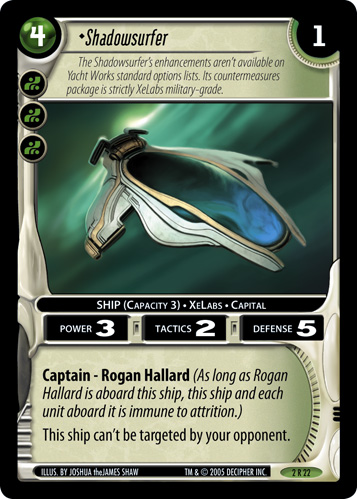 4
•Shadowsurfer
1
The Shadowsurfer's enhancements aren't available on
Yacht Works standard options lists. Its countermeasures
package is strictly XeLabs military-grade.
SHIP (CAPACITY 3) • XELABS • CAPITAL
POWER 3 TACTICS 2 DEFENSE 5
Captain - Rogan Hallard (As long as Rogan
Hallard is aboard this ship, this ship and each
unit aboard it is immune to attrition.)
This ship can't be targeted by your opponent.
ILLUS. BY JOSHUA theJAMES SHAW TM & © 2005 DECIPHER INC. 2 R 22